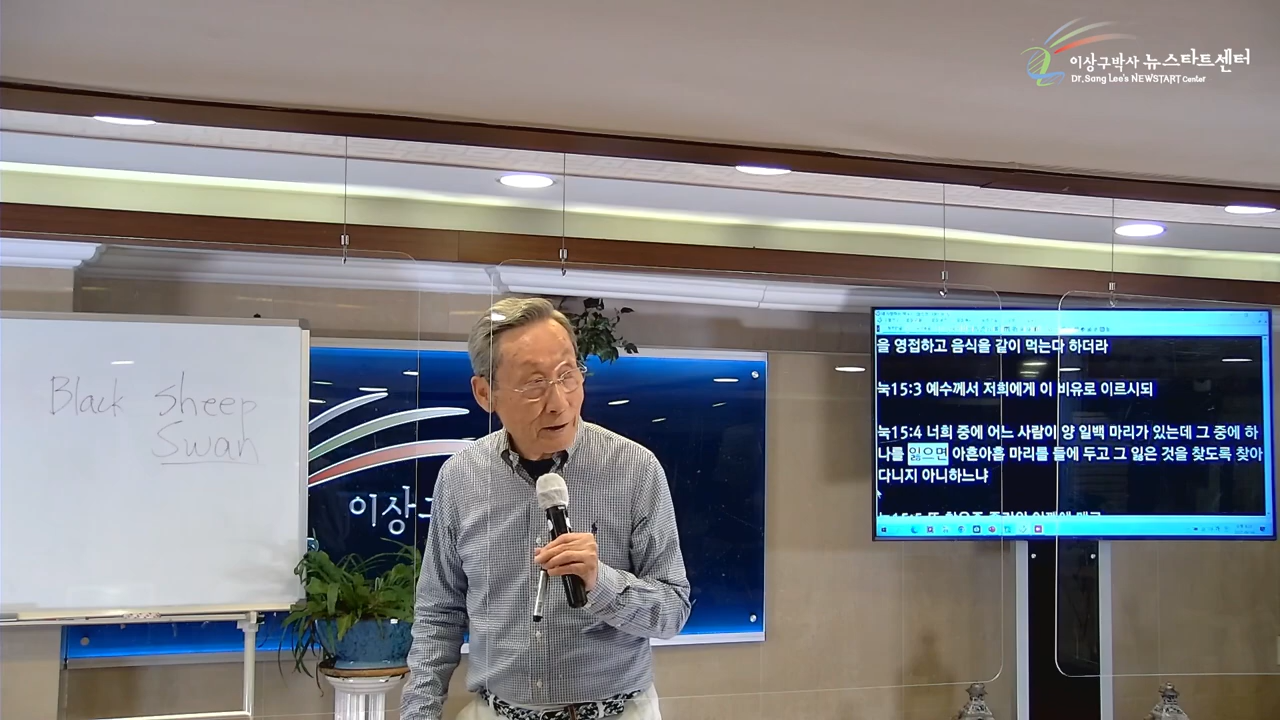 이상구박사 뉴스타트센터
Dr. Sang Lee's NEWSTART Center
Black Sheep
Swan
이상구
을 영접하고 음식을 같이 먹는다 하더라
눅15:3 예수께서 저희에게 이 비유로 이르시되
눅15:4 너희 중에 어느 사람이 양 일백 마리가 있는데 그 중에 하
나를 잃으면 아흔아홉 마리를 들에 두고 그 잃은 것을 찾도록 찾아
다니지 아니하느냐